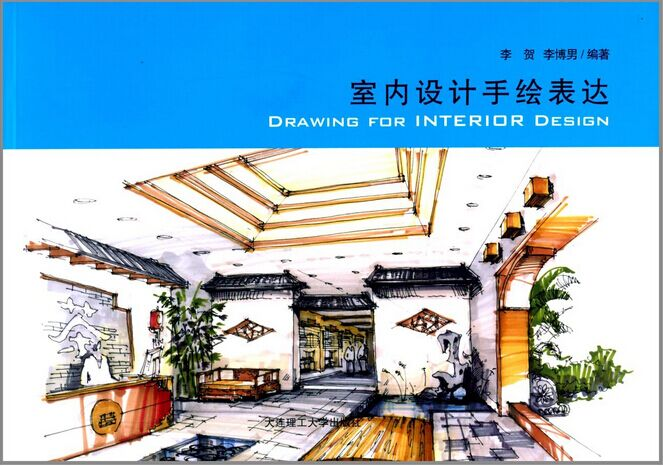 李 贺 李博男/编著
室内设计手绘表达
DRAWING FOR INTERIOR DESIGN
茶
大连理工大学出版社